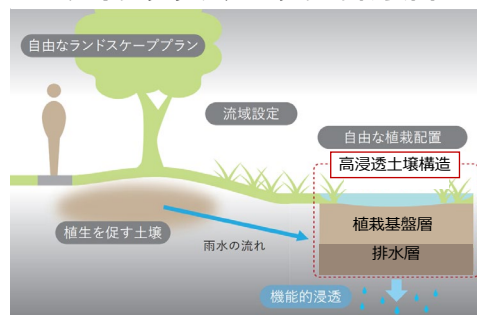 自由なランドスケーププラン
流域設定
自由な植栽配置
高浸透土壌構造
植栽基盤層
排水層
植生を促す土壌
雨水の流れ
機能的浸透